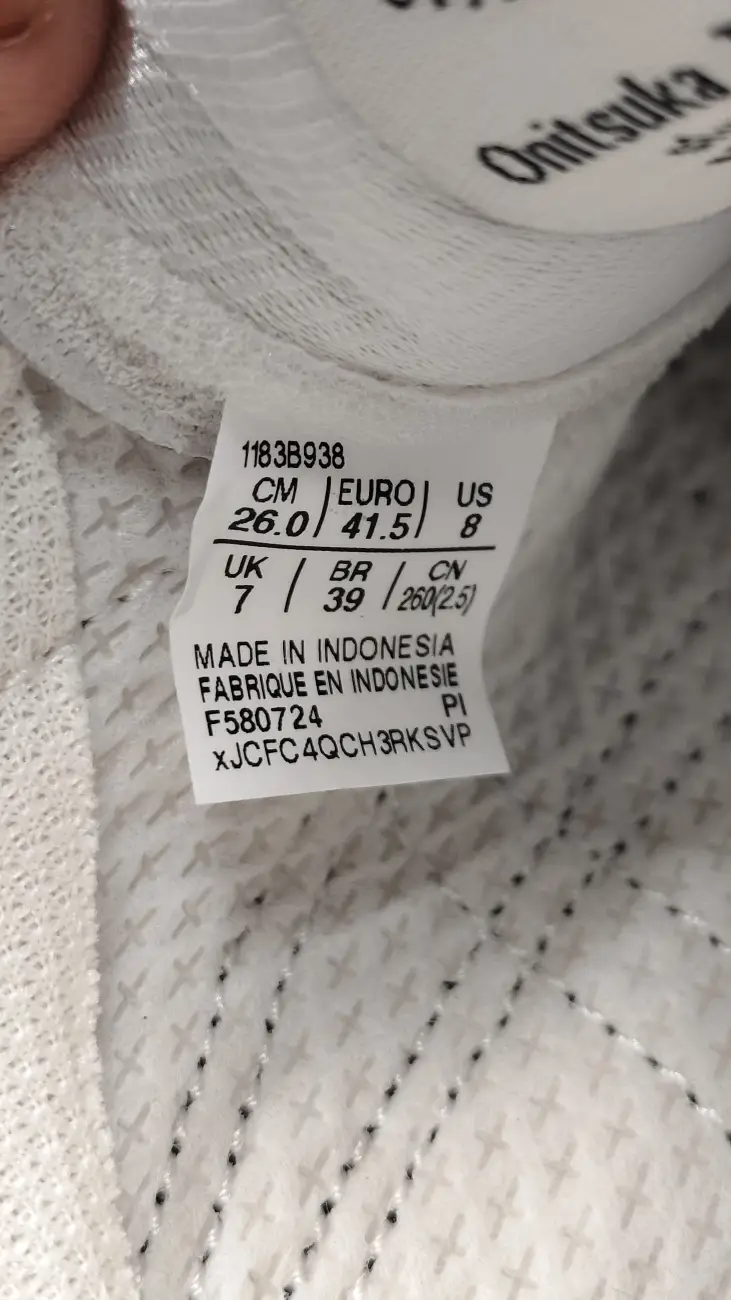 Onitsuka
1183B938
CM | EURO | US
26.0 / 41.5 / 8
UK / BR / CN
7 / 39 / 260(2.5)
MADE IN INDONESIA
FABRIQUE EN INDONESIE
F580724 PI
xJCFC4QCH3RKSVP